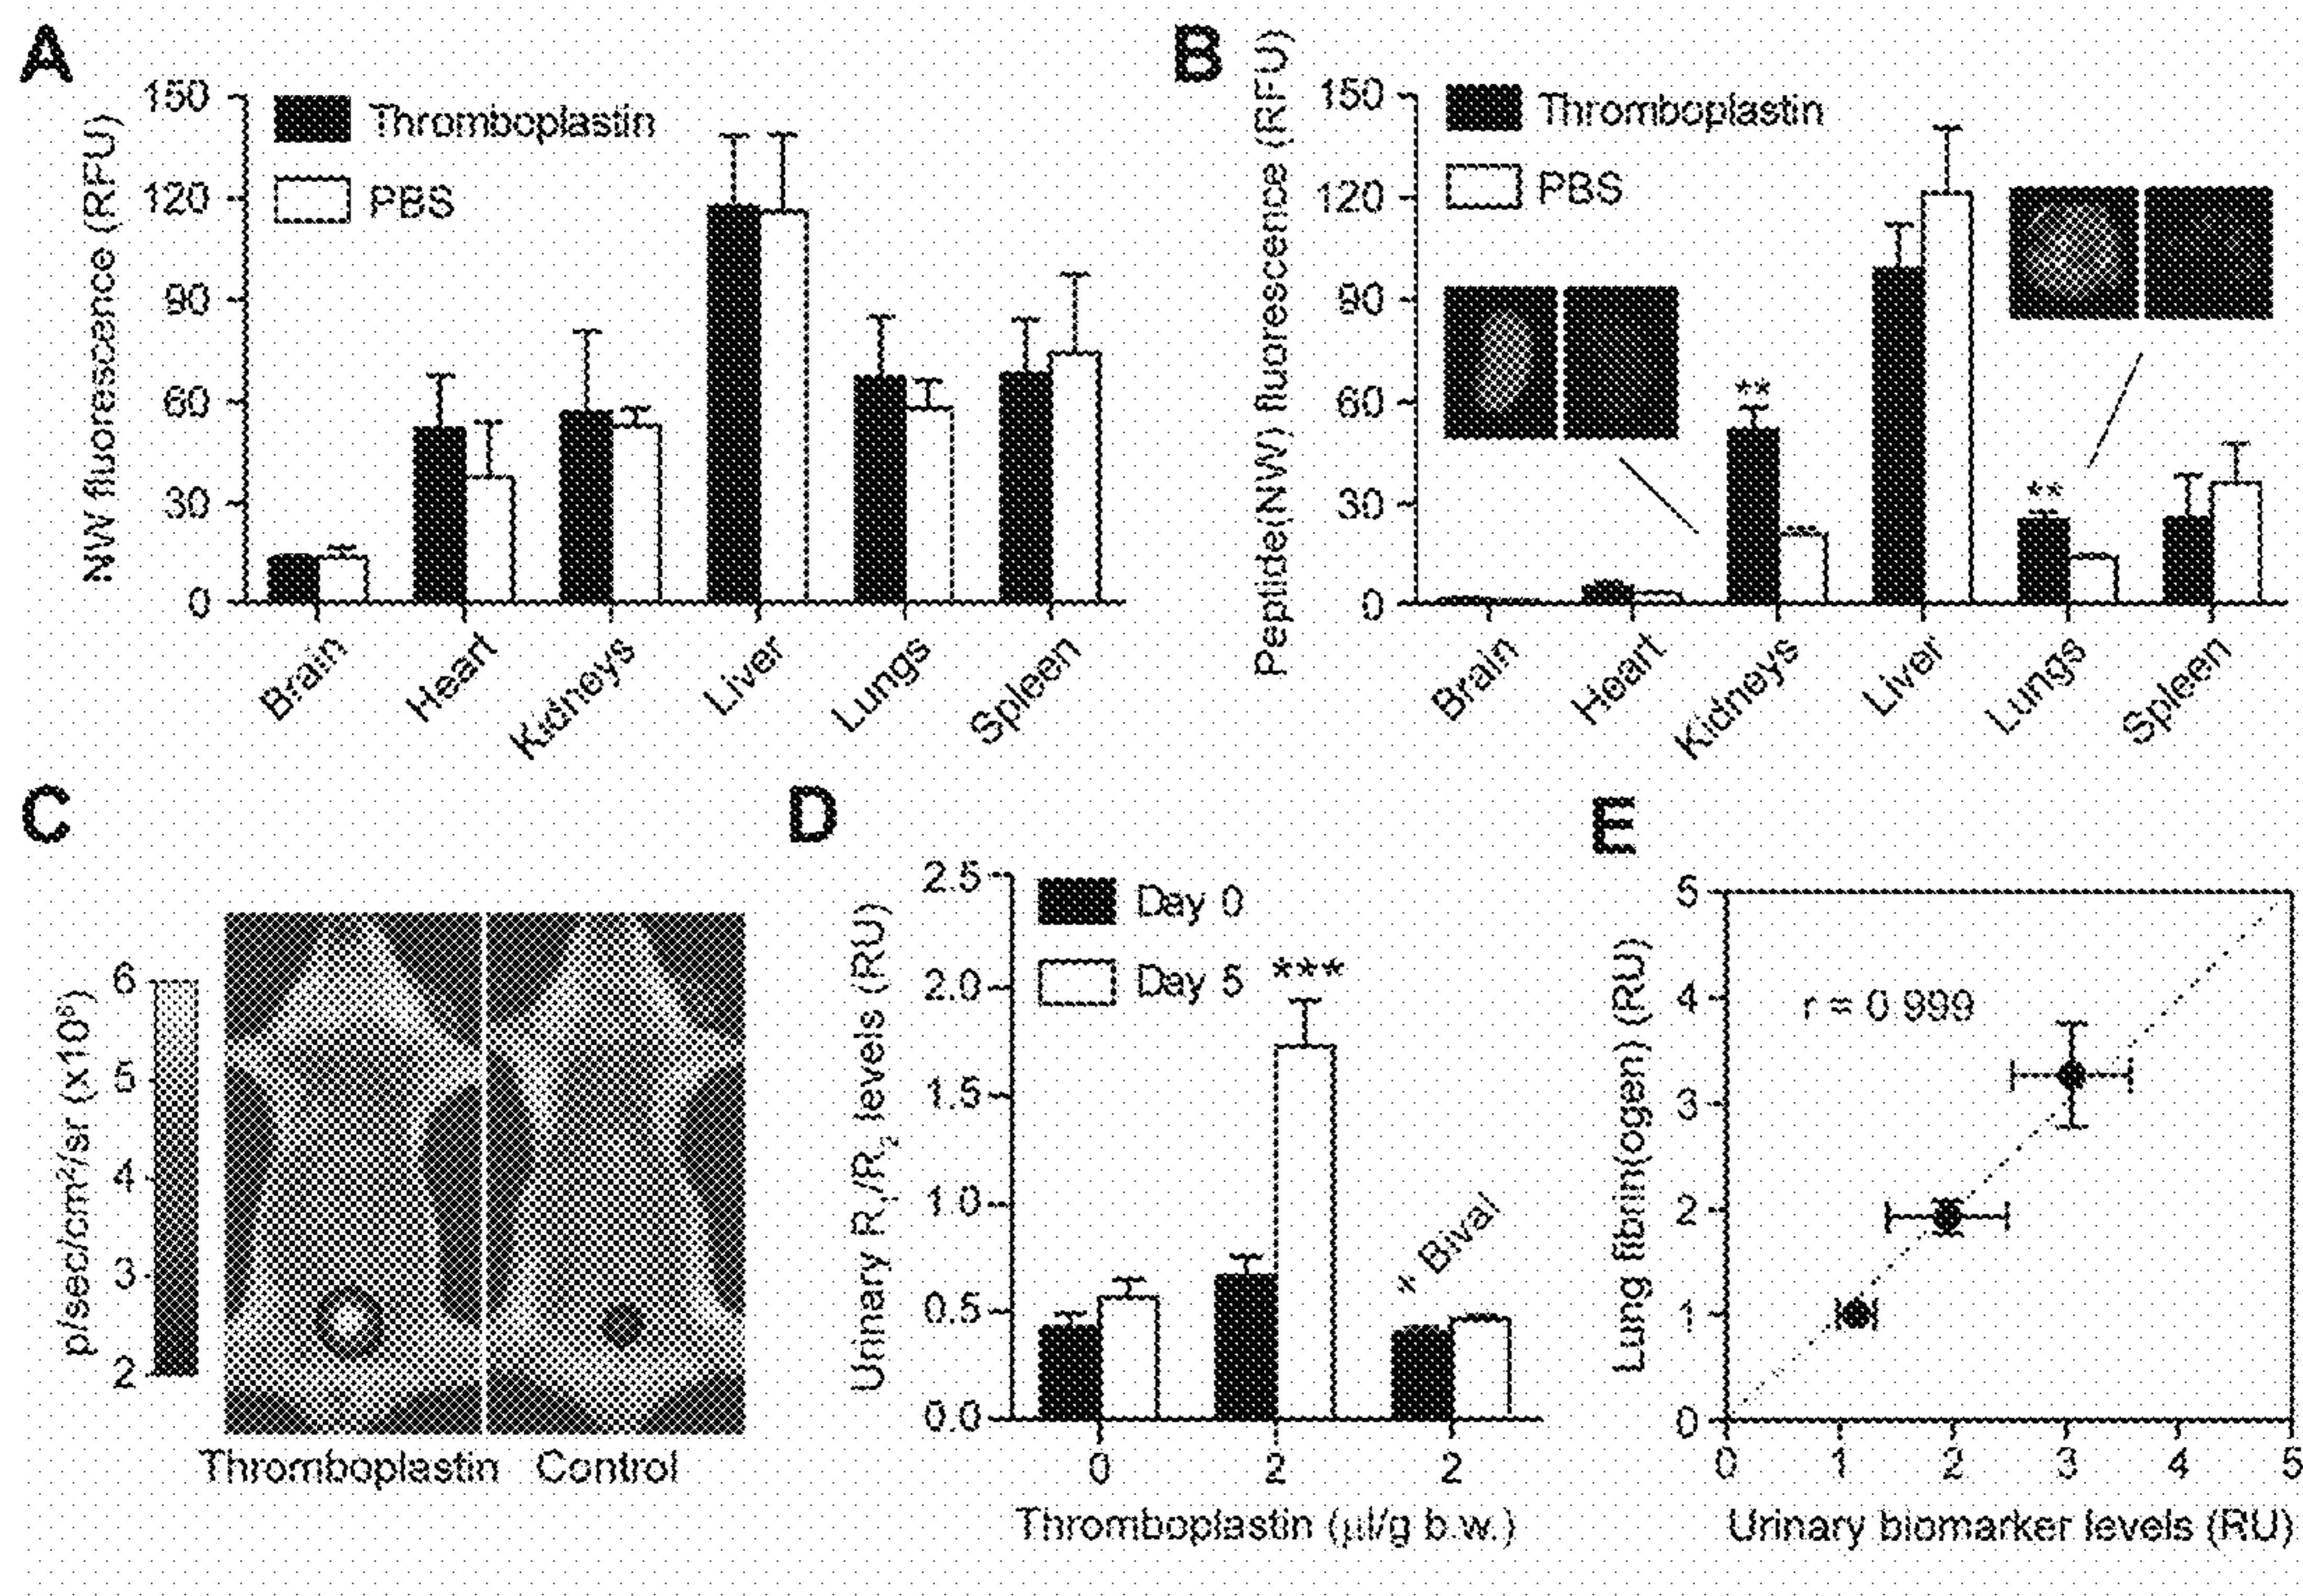 A
NW fluorescence (RFU)
150
120
90
60
30
0
Thromboplastin
PBS
Brain
Heart
Kidneys
Liver
Lungs
Spleen
B
Peptide(NW) fluorescence (RFU)
150
120
90
60
30
0
Thromboplastin
PBS
**
**
Brain
Heart
Kidneys
Liver
Lungs
Spleen
C
p/sec/cm²/sr (x10⁶)
6
5
4
3
2
Thromboplastin
Control
D
Urinary R₁/R₂ levels (RU)
2.5
2.0
1.5
1.0
0.5
0.0
Day 0
Day 5
***
* Bival
0
2
2
Thromboplastin (µl/g b.w.)
E
Lung fibrin(ogen) (RU)
5
4
3
2
1
0
r = 0 999
0
1
2
3
4
5
Urinary biomarker levels (RU)